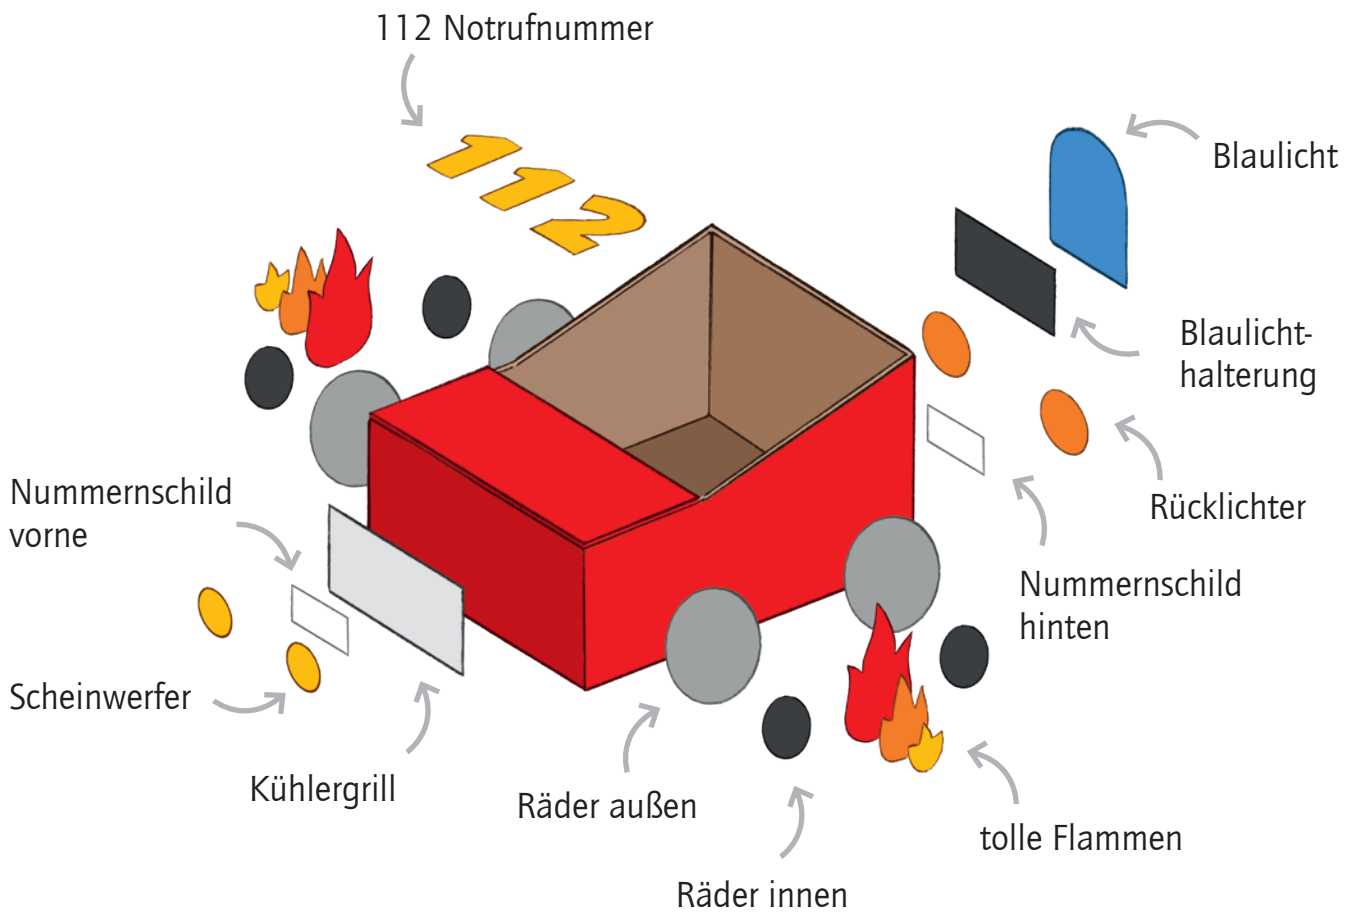 112 Notrufnummer
112
Blaulicht
Blaulicht-
halterung
Rücklichter
Nummernschild
hinten
Nummernschild
vorne
Scheinwerfer
Kühlergrill
Räder außen
Räder innen
tolle Flammen